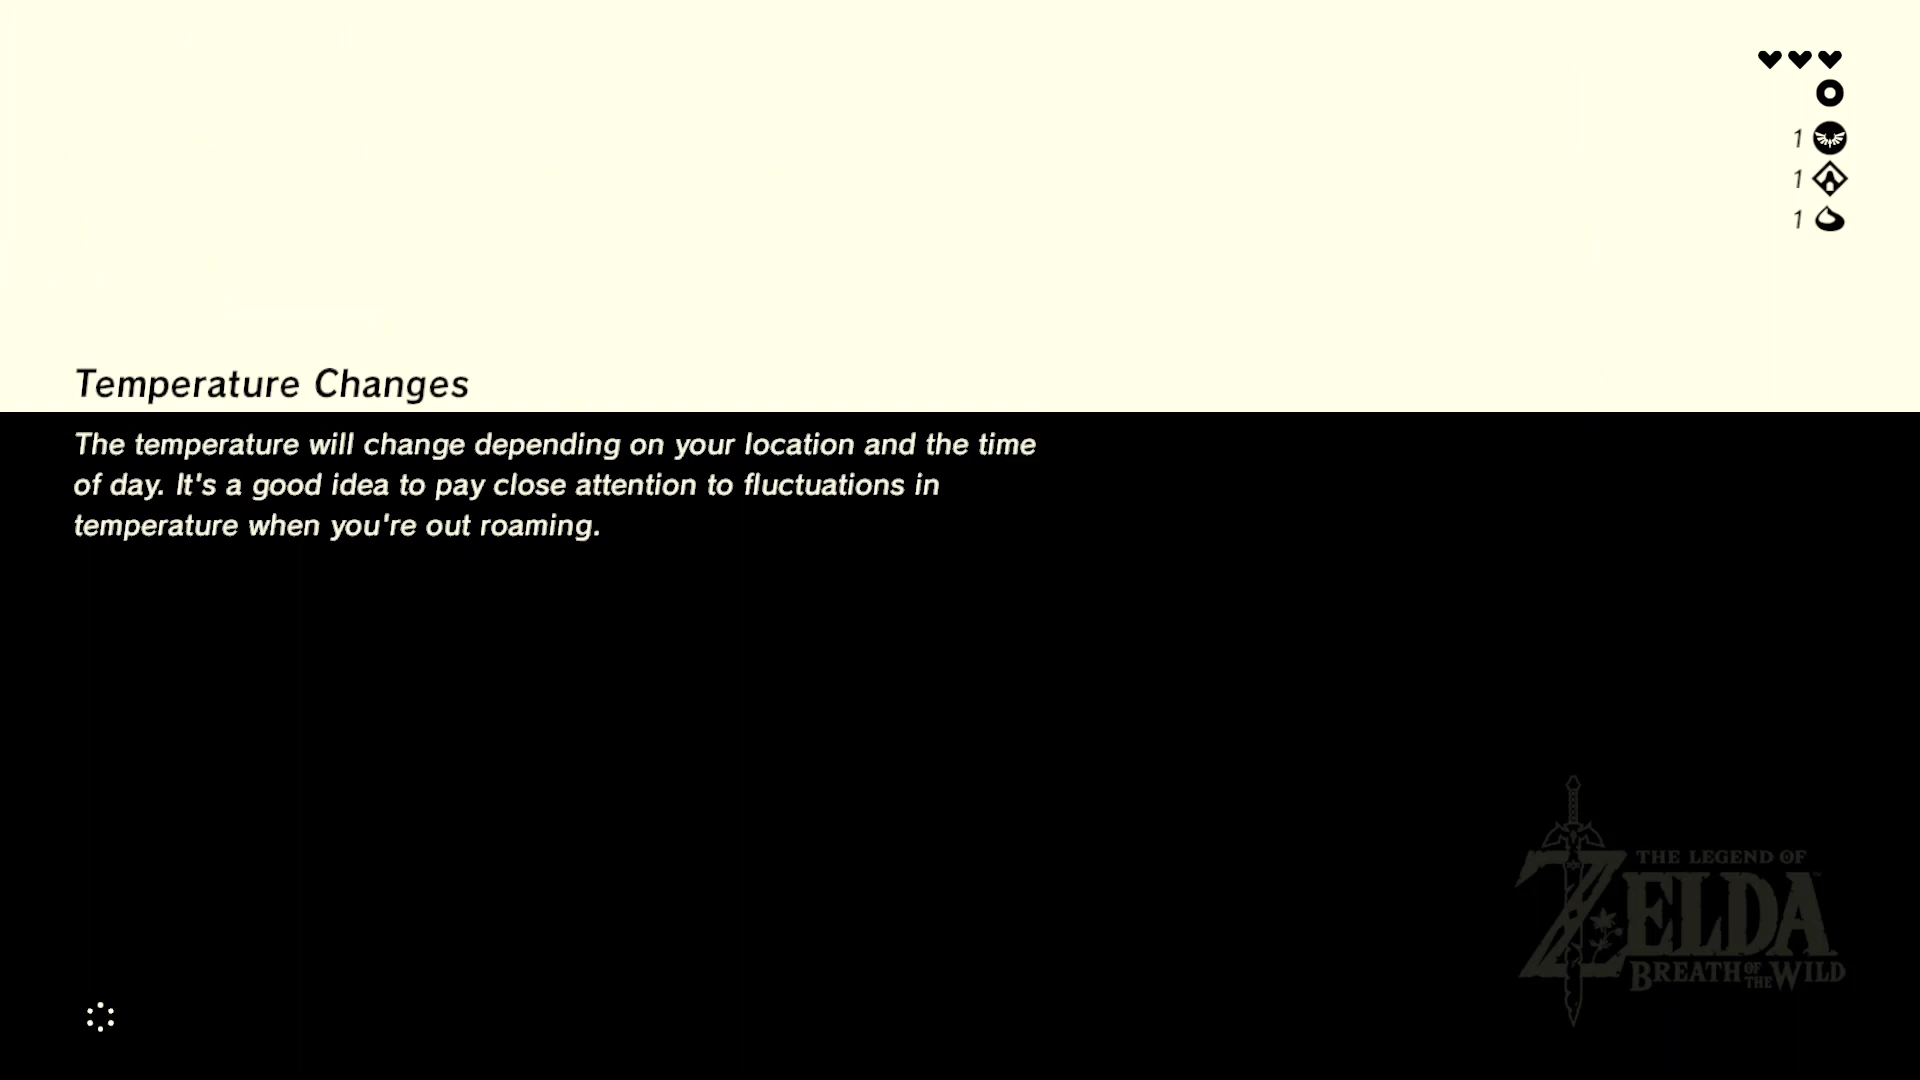 1
1
1
Temperature Changes
The temperature will change depending on your location and the time
of day. It's a good idea to pay close attention to fluctuations in
temperature when you're out roaming.
THE LEGEND OF
ZELDA
BREATH OF THE WILD